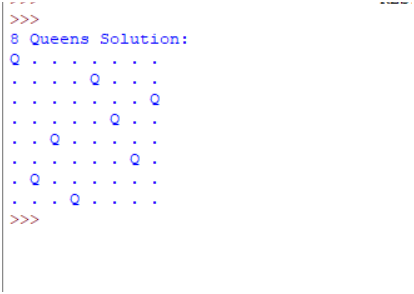 >>>
8 Queens Solution:
Q . . . . . . .
. . . . Q . . .
. . . . . . . Q
. . . . . Q . .
. . Q . . . . .
. . . . . . Q .
. Q . . . . . .
. . . Q . . . .
>>>